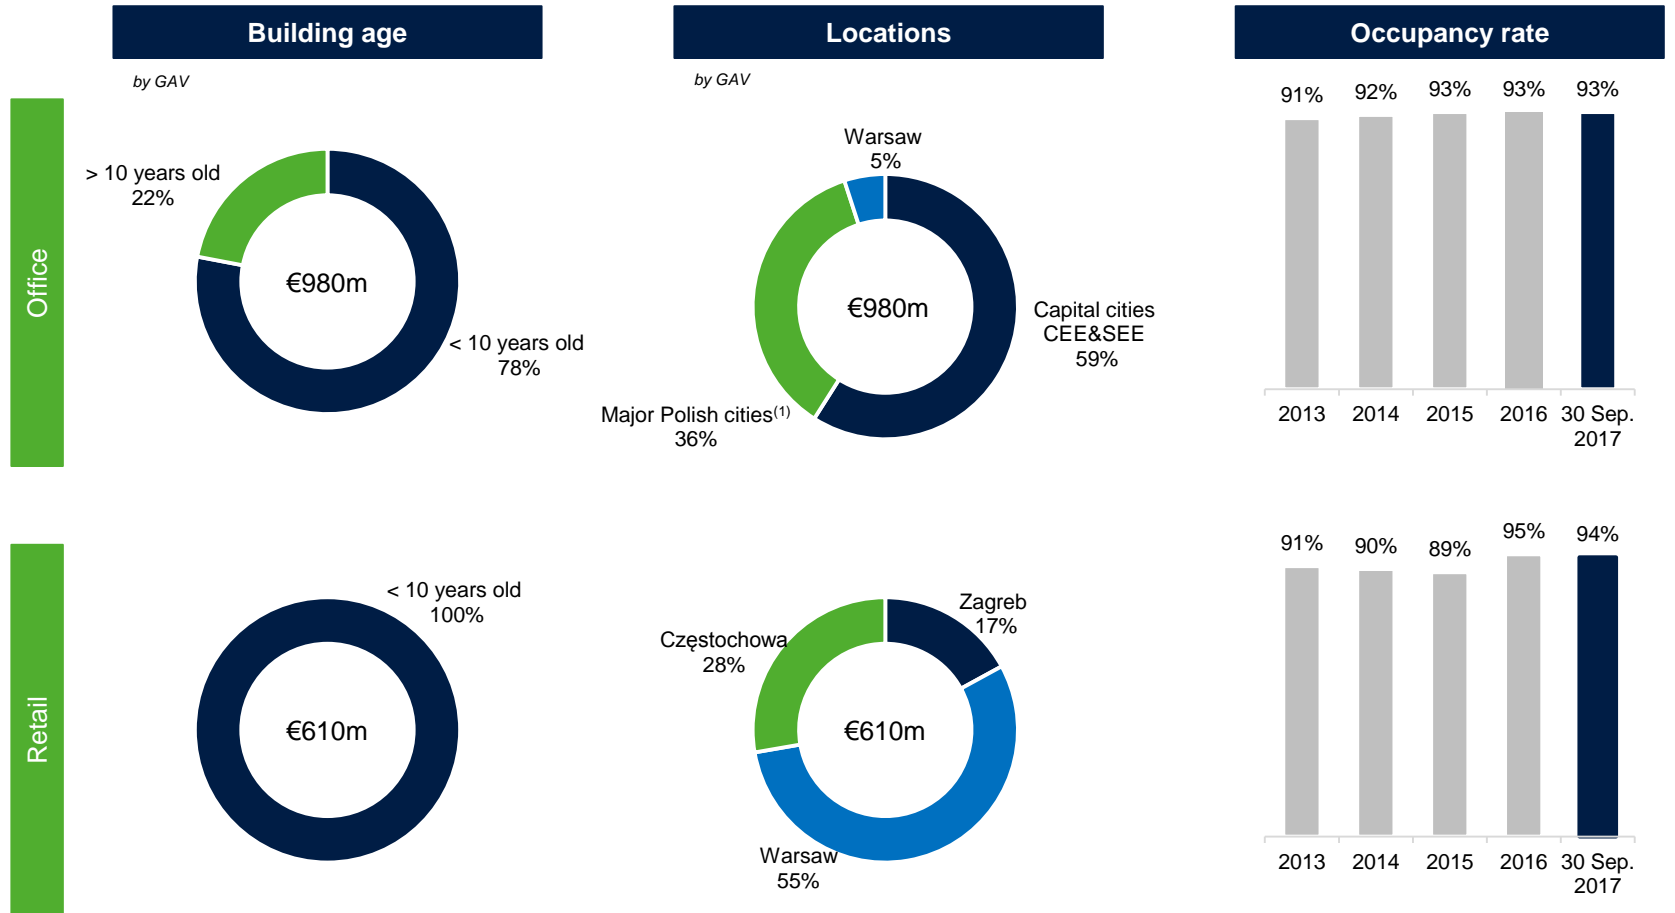 Building age
Locations
Occupancy rate
by GAV
by GAV
Office
> 10 years old
22%
€980m
< 10 years old
78%
Warsaw
5%
€980m
Capital cities
CEE&SEE
59%
Major Polish cities(1)
36%
91%
92%
93%
93%
93%
2013
2014
2015
2016
30 Sep.
2017
Retail
< 10 years old
100%
€610m
Zagreb
17%
Częstochowa
28%
€610m
Warsaw
55%
91%
90%
89%
95%
94%
2013
2014
2015
2016
30 Sep.
2017